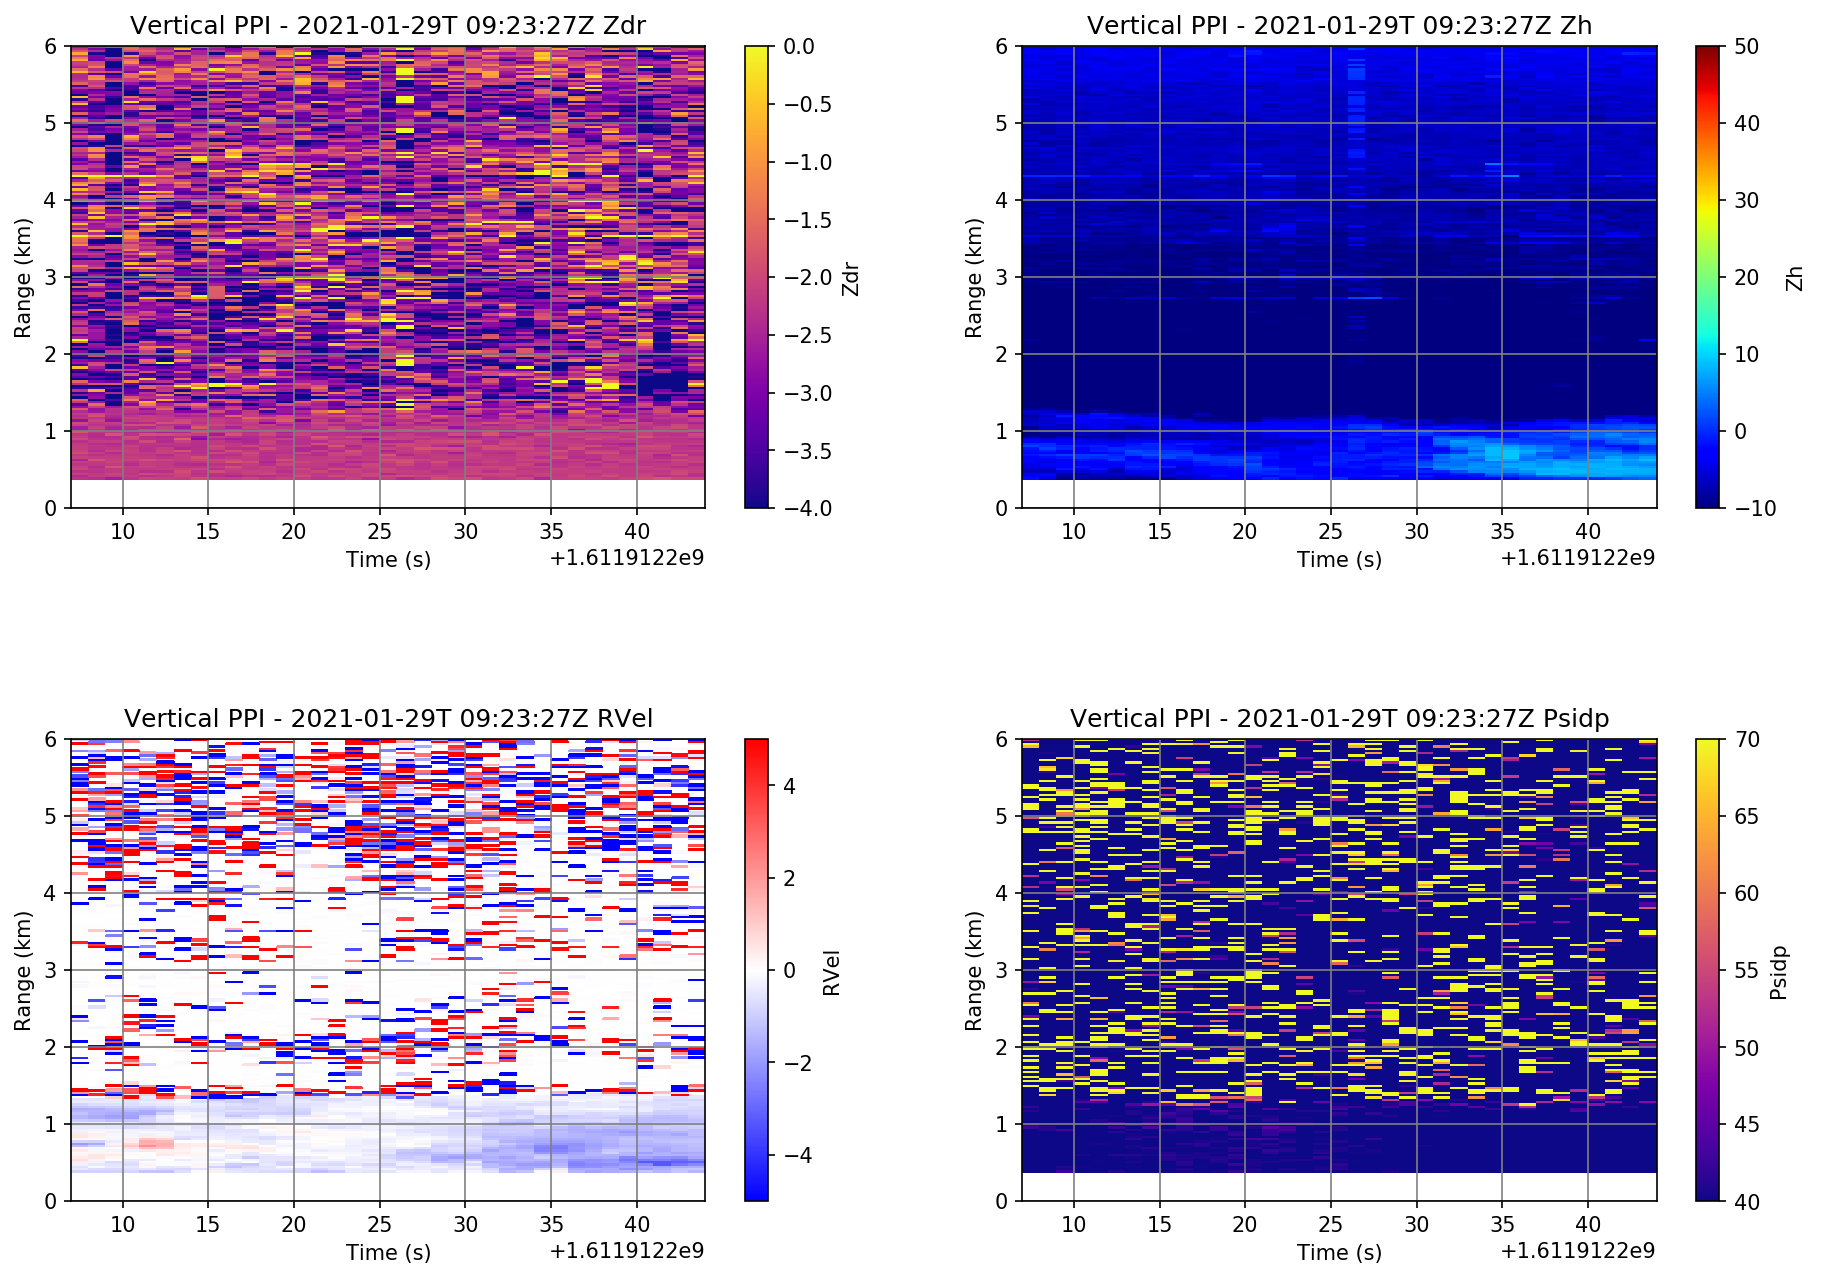 Vertical PPI - 2021-01-29T 09:23:27Z Zdr
6
5
4
3
2
1
0
Range (km)
10 15 20 25 30 35 40
Time (s)
+1.6119122e9
0.0
−0.5
−1.0
−1.5
−2.0
−2.5
−3.0
−3.5
−4.0
Zdr
Vertical PPI - 2021-01-29T 09:23:27Z Zh
6
5
4
3
2
1
0
Range (km)
10 15 20 25 30 35 40
Time (s)
+1.6119122e9
50
40
30
20
10
0
−10
Zh
Vertical PPI - 2021-01-29T 09:23:27Z RVel
6
5
4
3
2
1
0
Range (km)
10 15 20 25 30 35 40
Time (s)
+1.6119122e9
4
2
0
−2
−4
RVel
Vertical PPI - 2021-01-29T 09:23:27Z Psidp
6
5
4
3
2
1
0
Range (km)
10 15 20 25 30 35 40
Time (s)
+1.6119122e9
70
65
60
55
50
45
40
Psidp